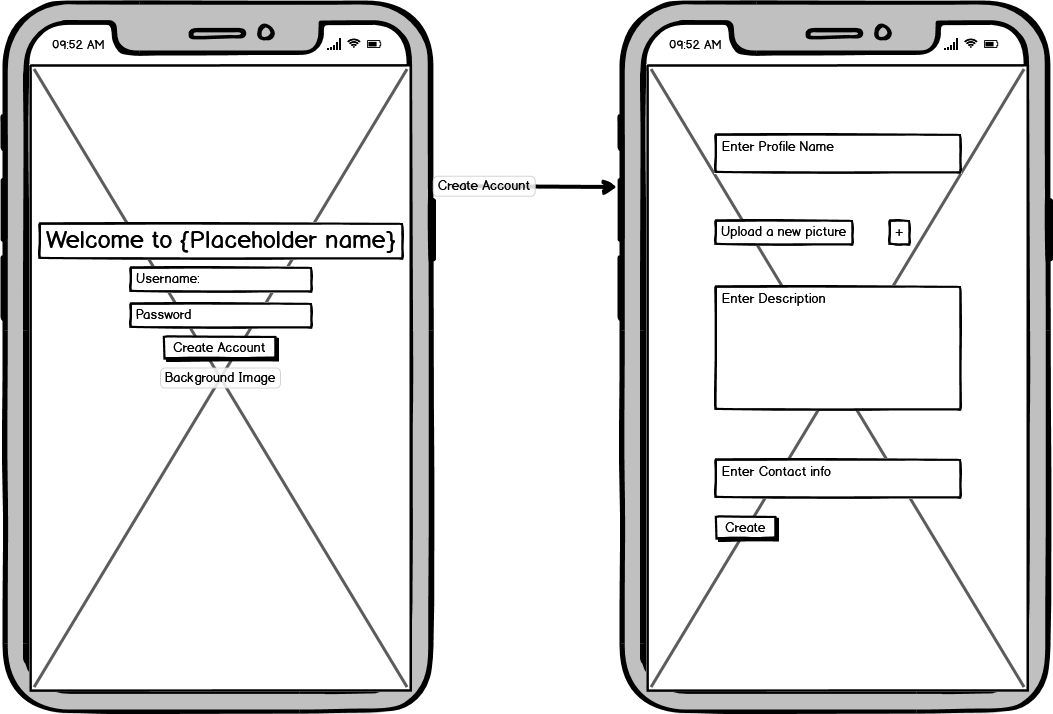 09:52 AM
Welcome to {Placeholder name}
Username:
Password
Create Account
Background Image
Create Account
09:52 AM
Enter Profile Name
Upload a new picture
+
Enter Description
Enter Contact info
Create